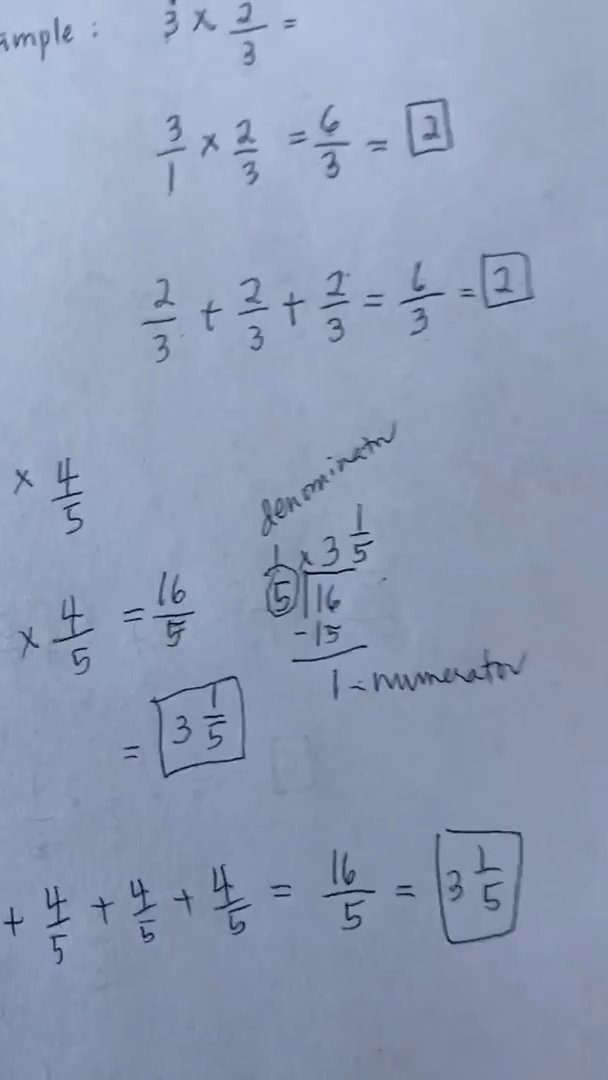 ample : 3 × 2/3 =
3/1 × 2/3 = 6/3 = 2
2/3 + 2/3 + 2/3 = 6/3 = 2
× 4/5
denominator
× 3 1/5
× 4/5 = 16/5
5 16
-15
1 - numerator
= 3 1/5
+ 4/5 + 4/5 + 4/5 = 16/5 = 3 1/5